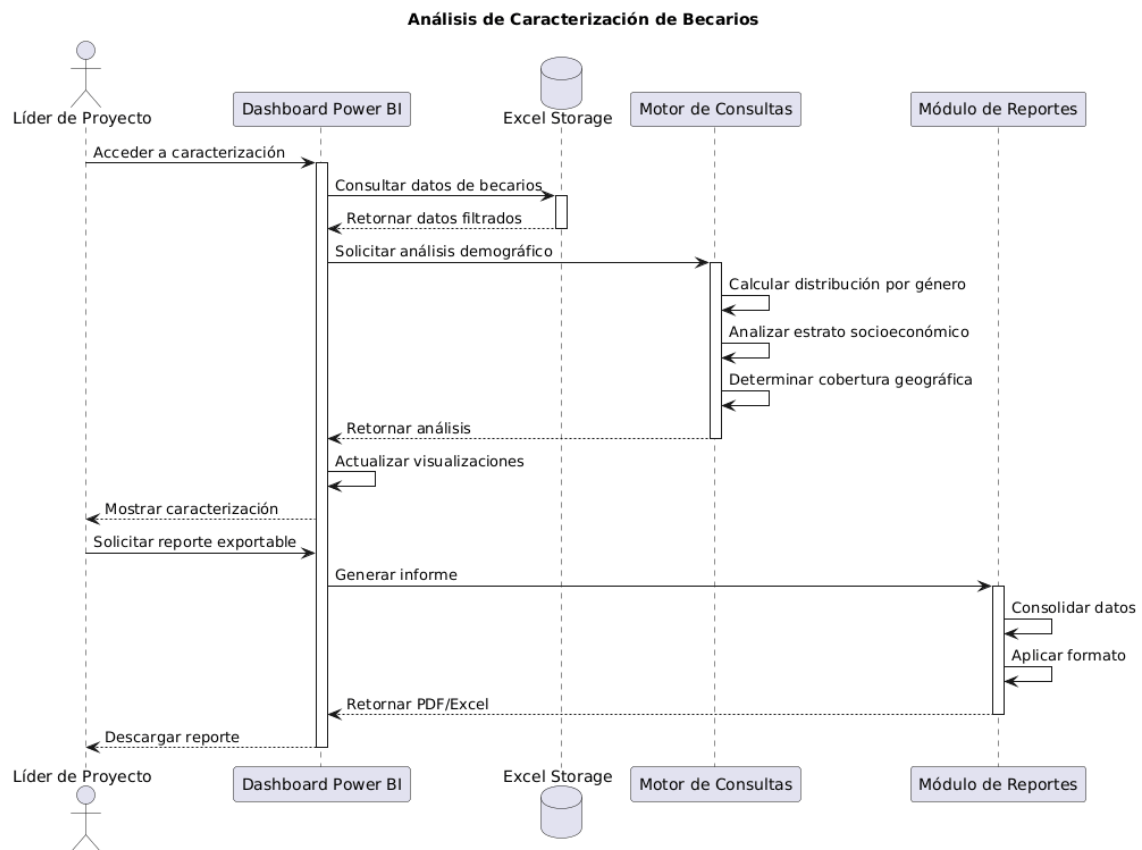 Análisis de Caracterización de Becarios
Líder de Proyecto
Dashboard Power BI
Excel Storage
Motor de Consultas
Módulo de Reportes
Acceder a caracterización
Consultar datos de becarios
Retornar datos filtrados
Solicitar análisis demográfico
Calcular distribución por género
Analizar estrato socioeconómico
Determinar cobertura geográfica
Retornar análisis
Actualizar visualizaciones
Mostrar caracterización
Solicitar reporte exportable
Generar informe
Consolidar datos
Aplicar formato
Retornar PDF/Excel
Descargar reporte
Líder de Proyecto
Dashboard Power BI
Excel Storage
Motor de Consultas
Módulo de Reportes